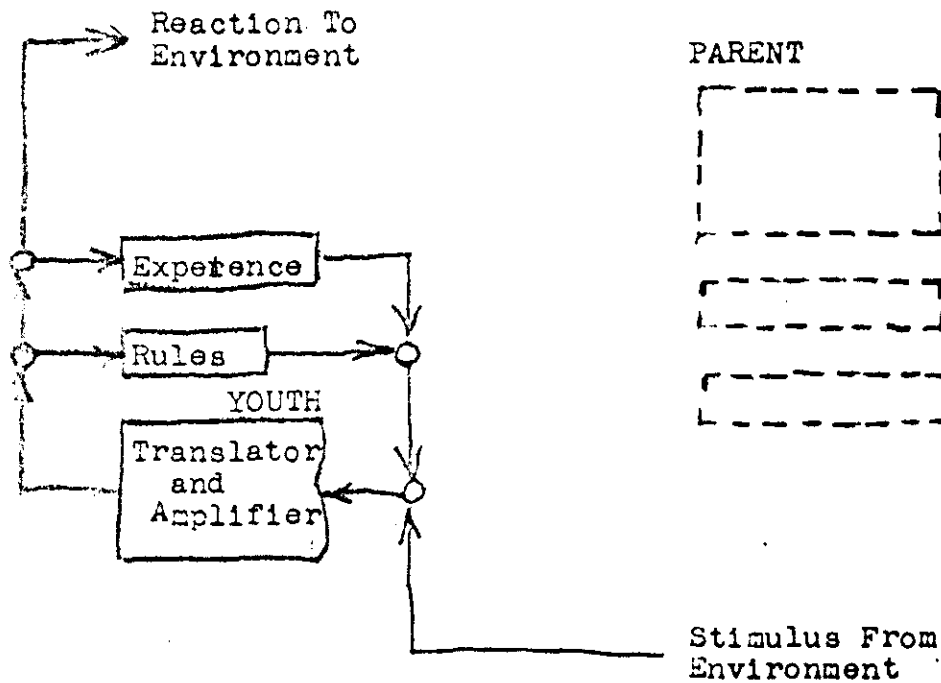 Reaction To
Environment
PARENT
Experence
Rules
YOUTH
Translator
and
Amplifier
Stimulus From
Environment